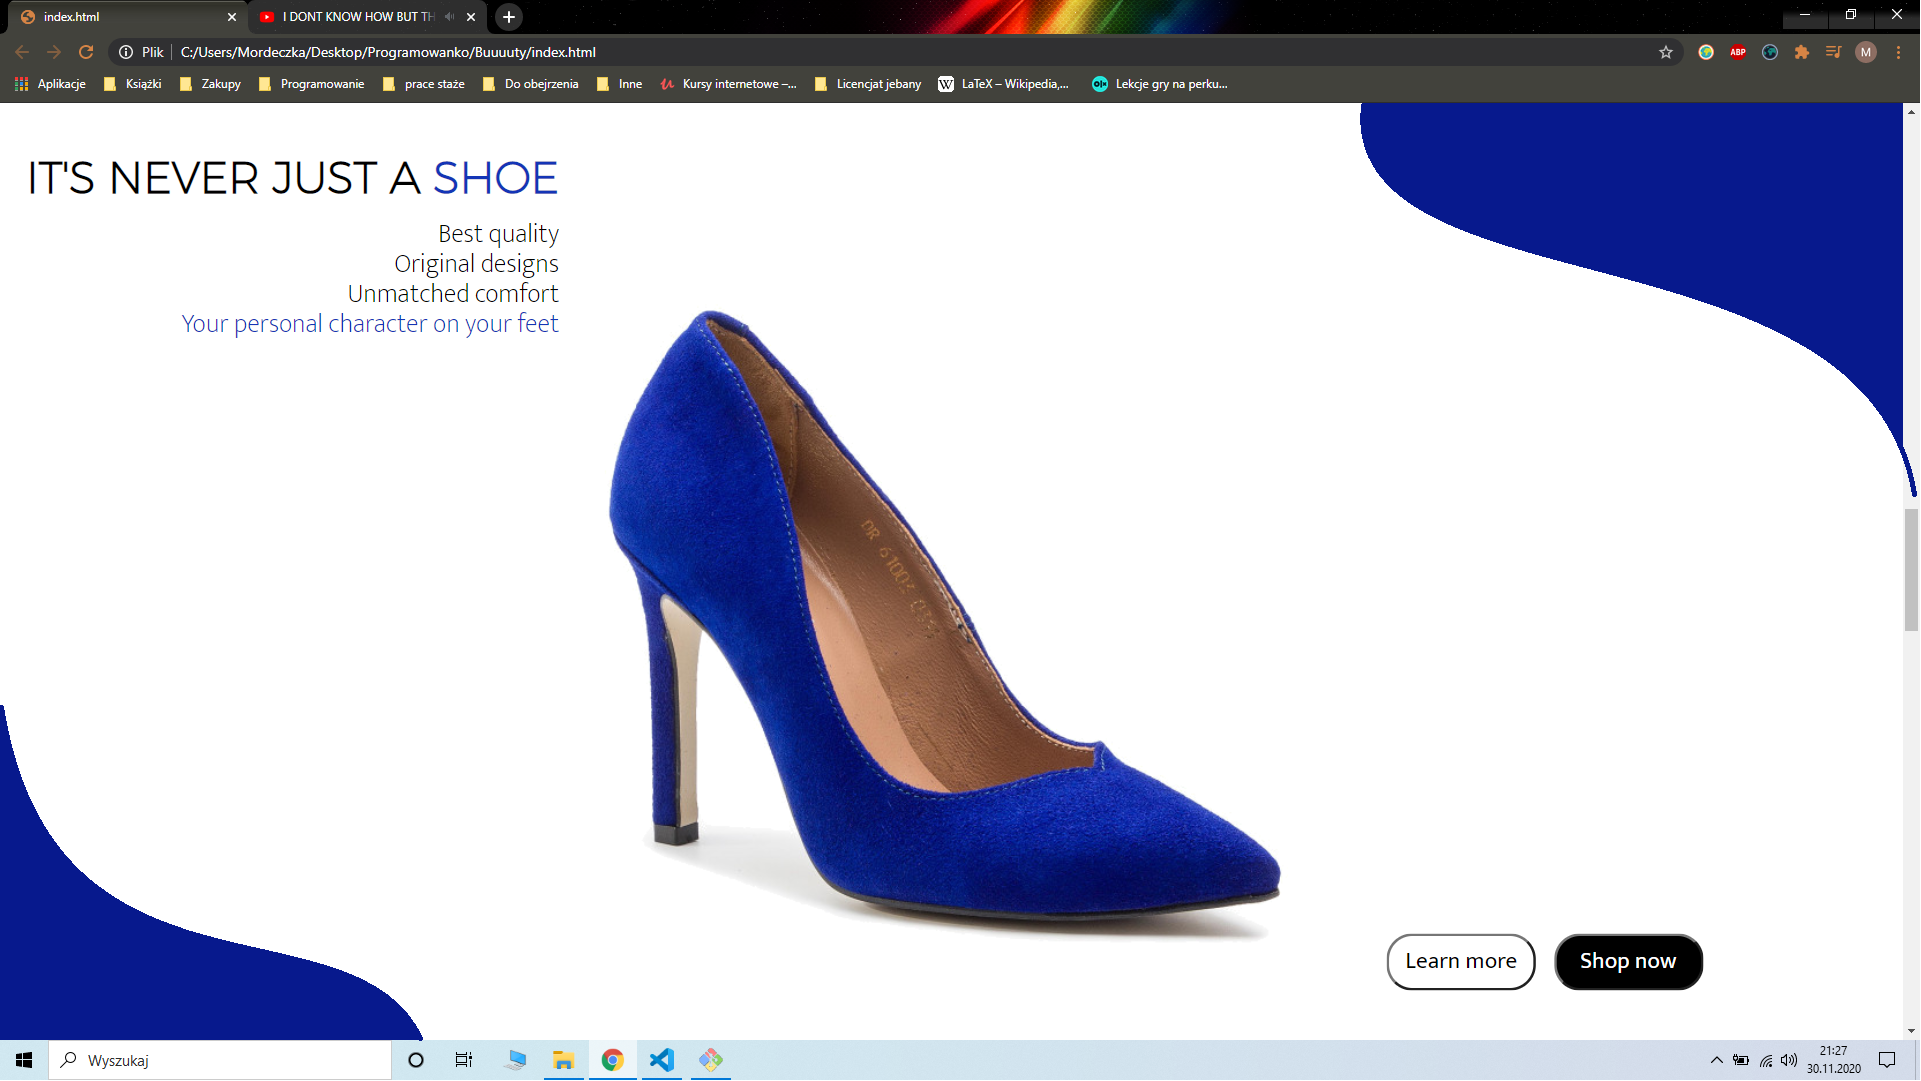 index.html
I DONT KNOW HOW BUT TH
Plik
C:/Users/Mordeczka/Desktop/Programowanko/Buuuuty/index.html
ABP
M
Aplikacje
Książki
Zakupy
Programowanie
prace staże
Do obejrzenia
Inne
Kursy internetowe –...
Licencjat jebany
W
LaTeX – Wikipedia,...
OLX
Lekcje gry na perku...
IT'S NEVER JUST A SHOE
Best quality
Original designs
Unmatched comfort
Your personal character on your feet
Learn more
Shop now
Wyszukaj
21:27
30.11.2020